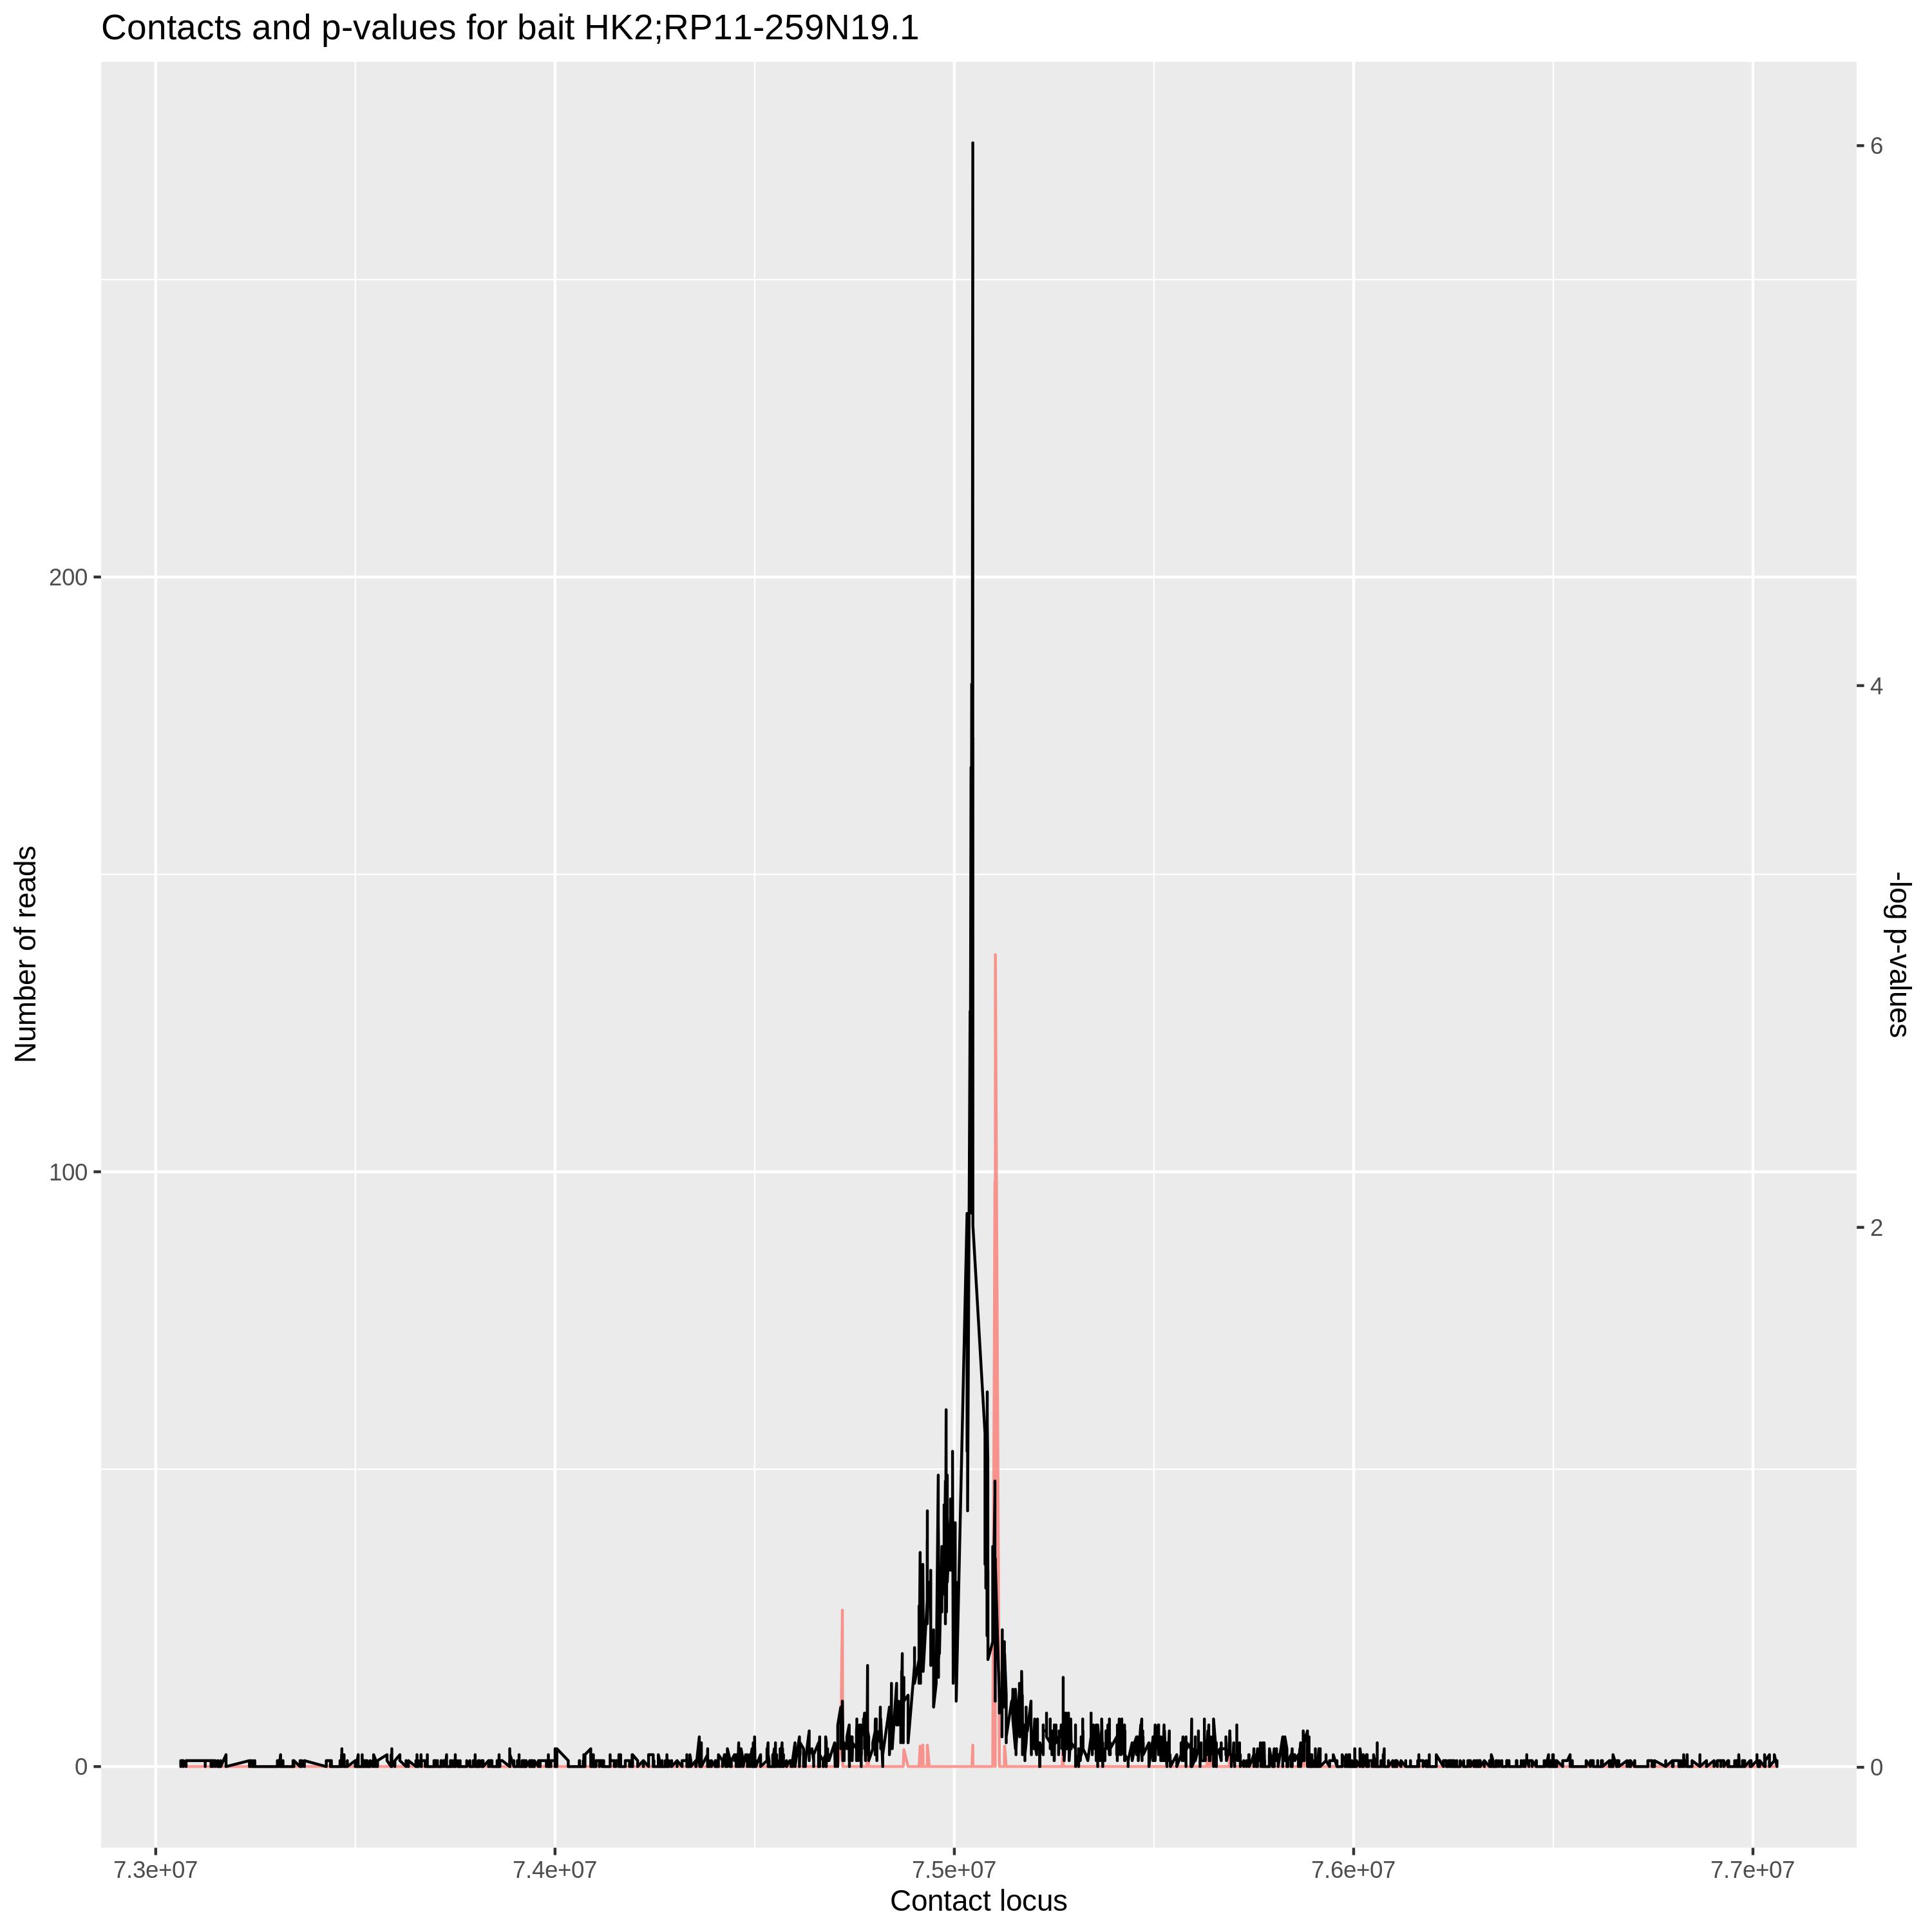 Contacts and p-values for bait HK2;RP11-259N19.1
200
100
0
Number of reads
6
4
2
0
-log p-values
7.3e+07 7.4e+07 7.5e+07 7.6e+07 7.7e+07
Contact locus